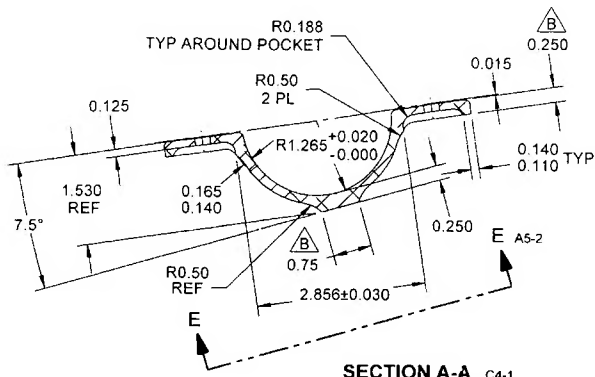 R0.188
TYP AROUND POCKET
B
0.250
0.015
R0.50
2 PL
0.125
R1.265 +0.020
-0.000
0.140
0.110 TYP
1.530
REF
0.165
0.140
7.5°
0.250
B
0.75
E A5-2
R0.50
REF
2.856±0.030
E
SECTION A-A C4-1